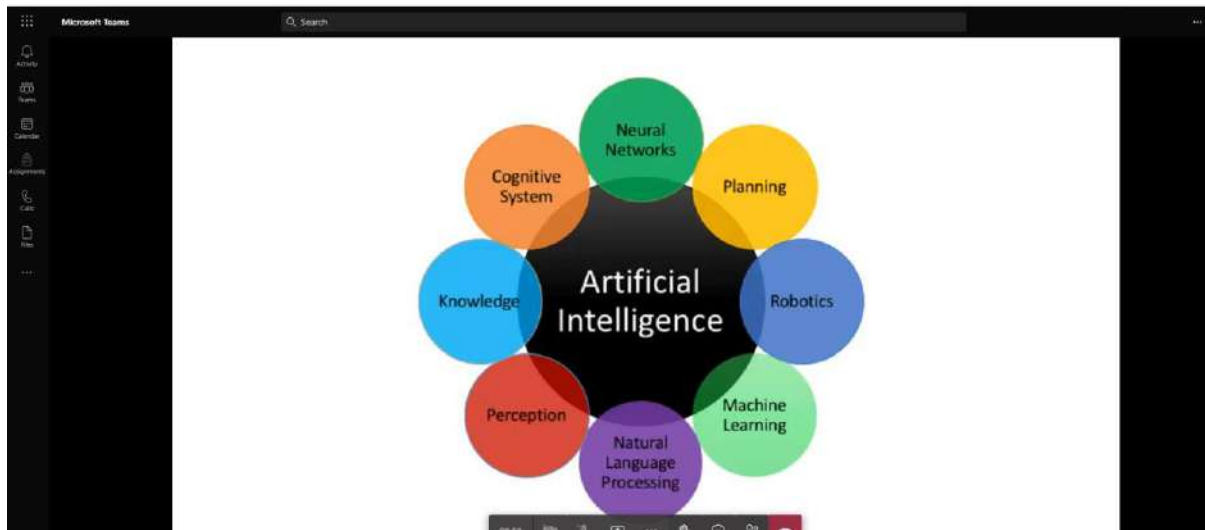 Microsoft Teams
Search
Activity
Teams
Calendar
Assignments
Calls
Files
Neural
Networks
Cognitive
System
Planning
Knowledge
Artificial
Intelligence
Robotics
Perception
Machine
Learning
Natural
Language
Processing